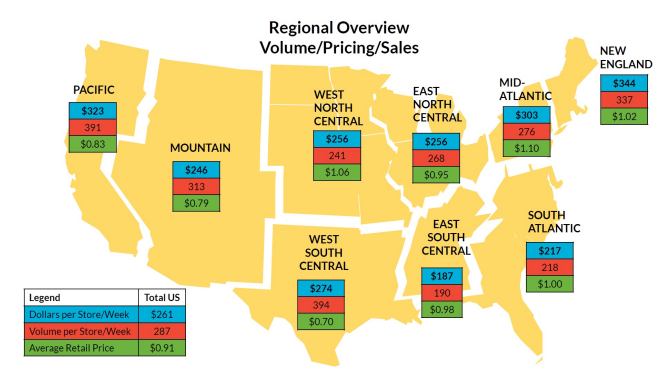 Regional Overview
Volume/Pricing/Sales
PACIFIC
$323
391
$0.83
MOUNTAIN
$246
313
$0.79
WEST
NORTH
CENTRAL
$256
241
$1.06
EAST
NORTH
CENTRAL
$256
268
$0.95
MID-
ATLANTIC
$303
276
$1.10
NEW
ENGLAND
$344
337
$1.02
WEST
SOUTH
CENTRAL
$274
394
$0.70
EAST
SOUTH
CENTRAL
$187
190
$0.98
SOUTH
ATLANTIC
$217
218
$1.00
Legend Total US
Dollars per Store/Week $261
Volume per Store/Week 287
Average Retail Price $0.91